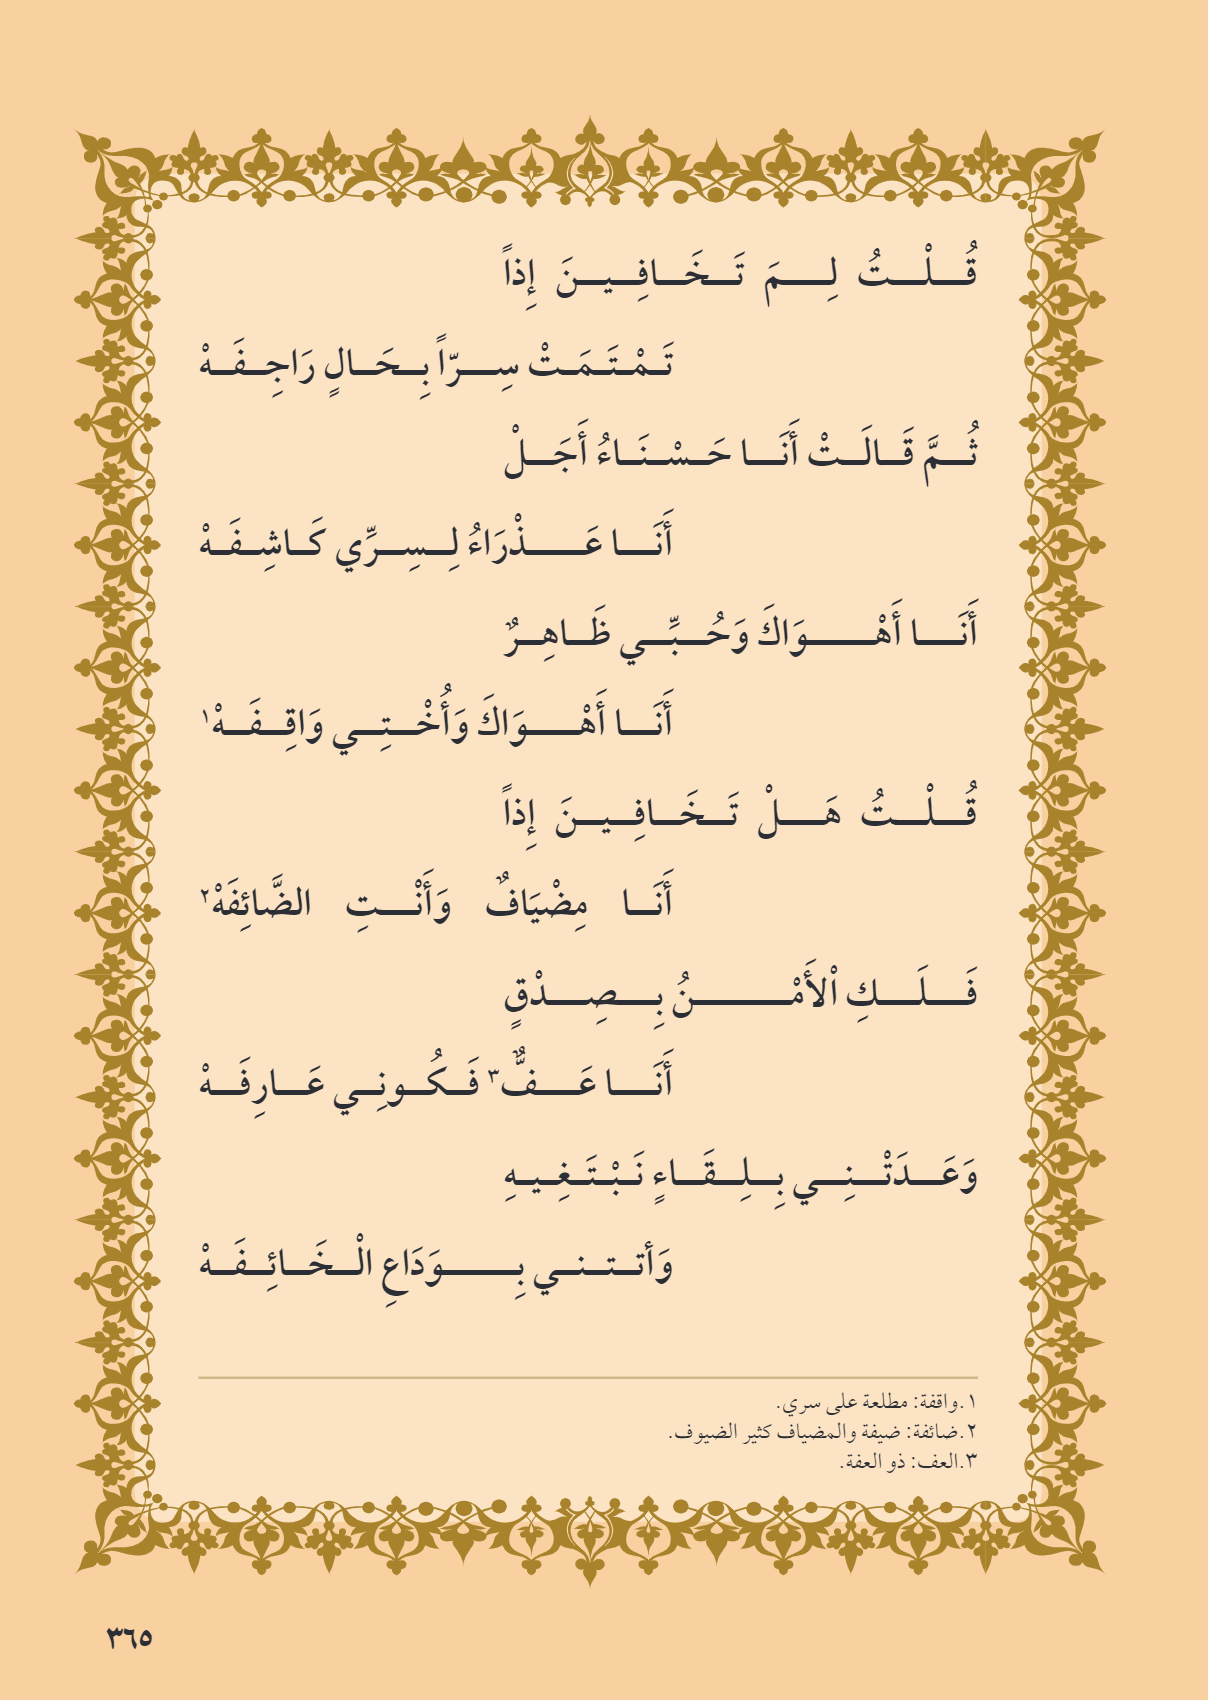 قُلْتُ لِمَ تَخَافِينَ إِذاً
تَمْتَمَتْ سِرّاً بِحَالٍ رَاجِفَهْ
ثُمَّ قَالَتْ أَنَا حَسْنَاءُ أَجَلْ
أَنَا عَذْرَاءُ لِسِرِّي كَاشِفَهْ
أَنَا أَهْوَاكَ وَحُبِّي ظَاهِرٌ
أَنَا أَهْوَاكَ وَأُخْتِي وَاقِفَهْ١
قُلْتُ هَلْ تَخَافِينَ إِذاً
أَنَا مِضْيَافٌ وَأَنْتِ الضَّائِفَهْ٢
فَلَكِ اْلأَمْنُ بِصِدْقٍ
أَنَا عَفٌّ٣ فَكُونِي عَارِفَهْ
وَعَدَتْنِي بِلِقَاءٍ نَبْتَغِيهِ
وَأتتني بِوَدَاعِ الْخَائِفَهْ
١.واقفة: مطلعة على سري.
٢.ضائفة: ضيفة والمضياف كثير الضيوف.
٣.العف: ذو العفة.
٣٦٥